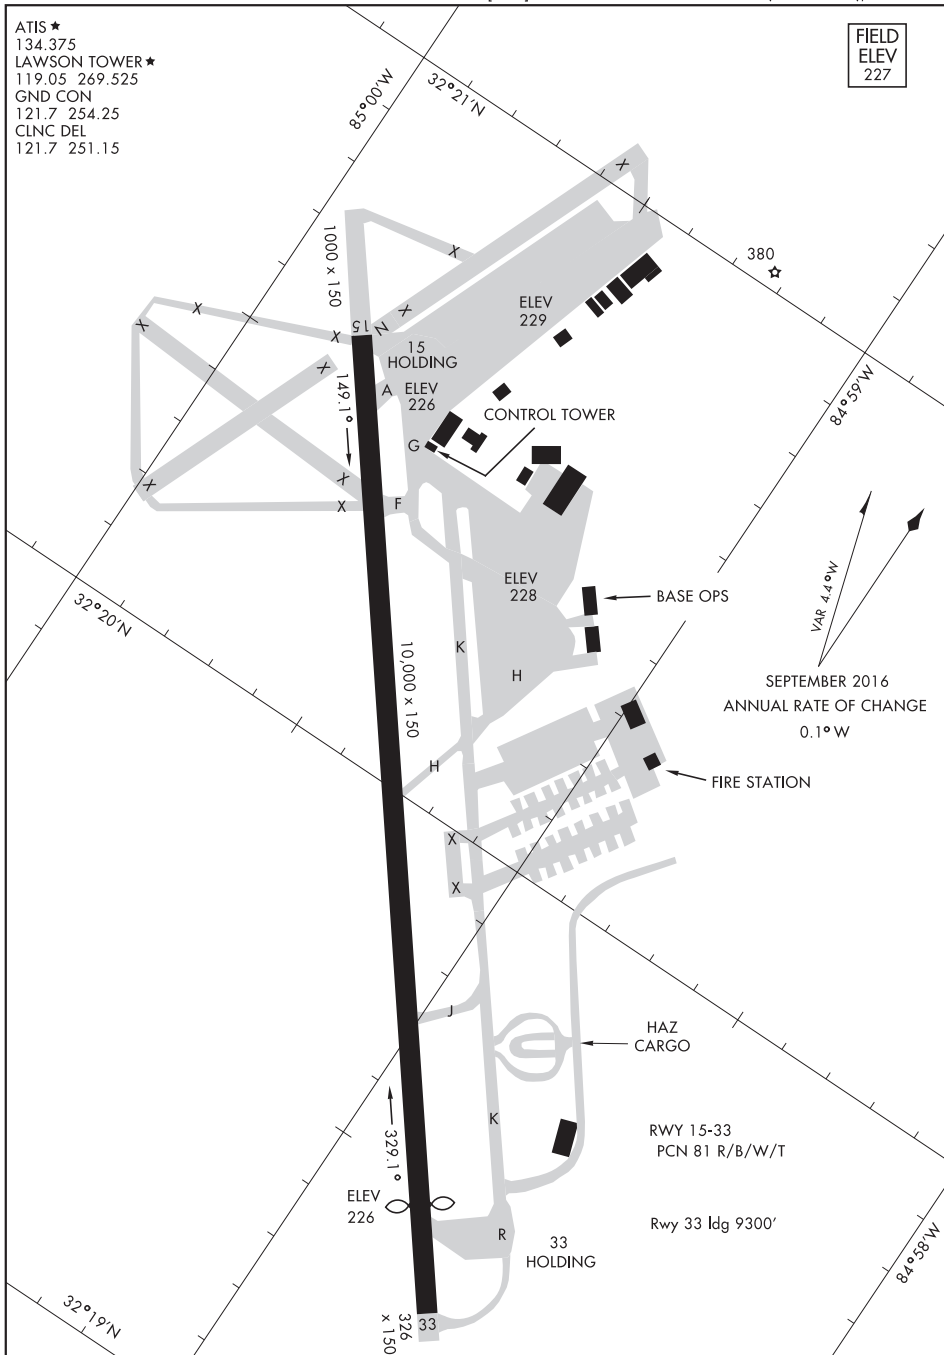 ATIS ★
134.375
LAWSON TOWER ★
119.05 269.525
GND CON
121.7 254.25
CLNC DEL
121.7 251.15
FIELD
ELEV
227
85°00'W
32°21'N
X
X
380
1000 x 150
X
X
ELEV
229
X
15
N
X
15
HOLDING
X
A
ELEV
226
149.1°
84°59'W
CONTROL TOWER
G
X
X
X
F
VAR 4.4°W
ELEV
228
BASE OPS
32°20'N
K
10,000 x 150
H
SEPTEMBER 2016
ANNUAL RATE OF CHANGE
0.1° W
H
FIRE STATION
X
X
J
HAZ
CARGO
K
329.1°
RWY 15-33
PCN 81 R/B/W/T
ELEV
226
Rwy 33 ldg 9300'
R
33
HOLDING
84°58'W
32°19'N
326
x 150
33